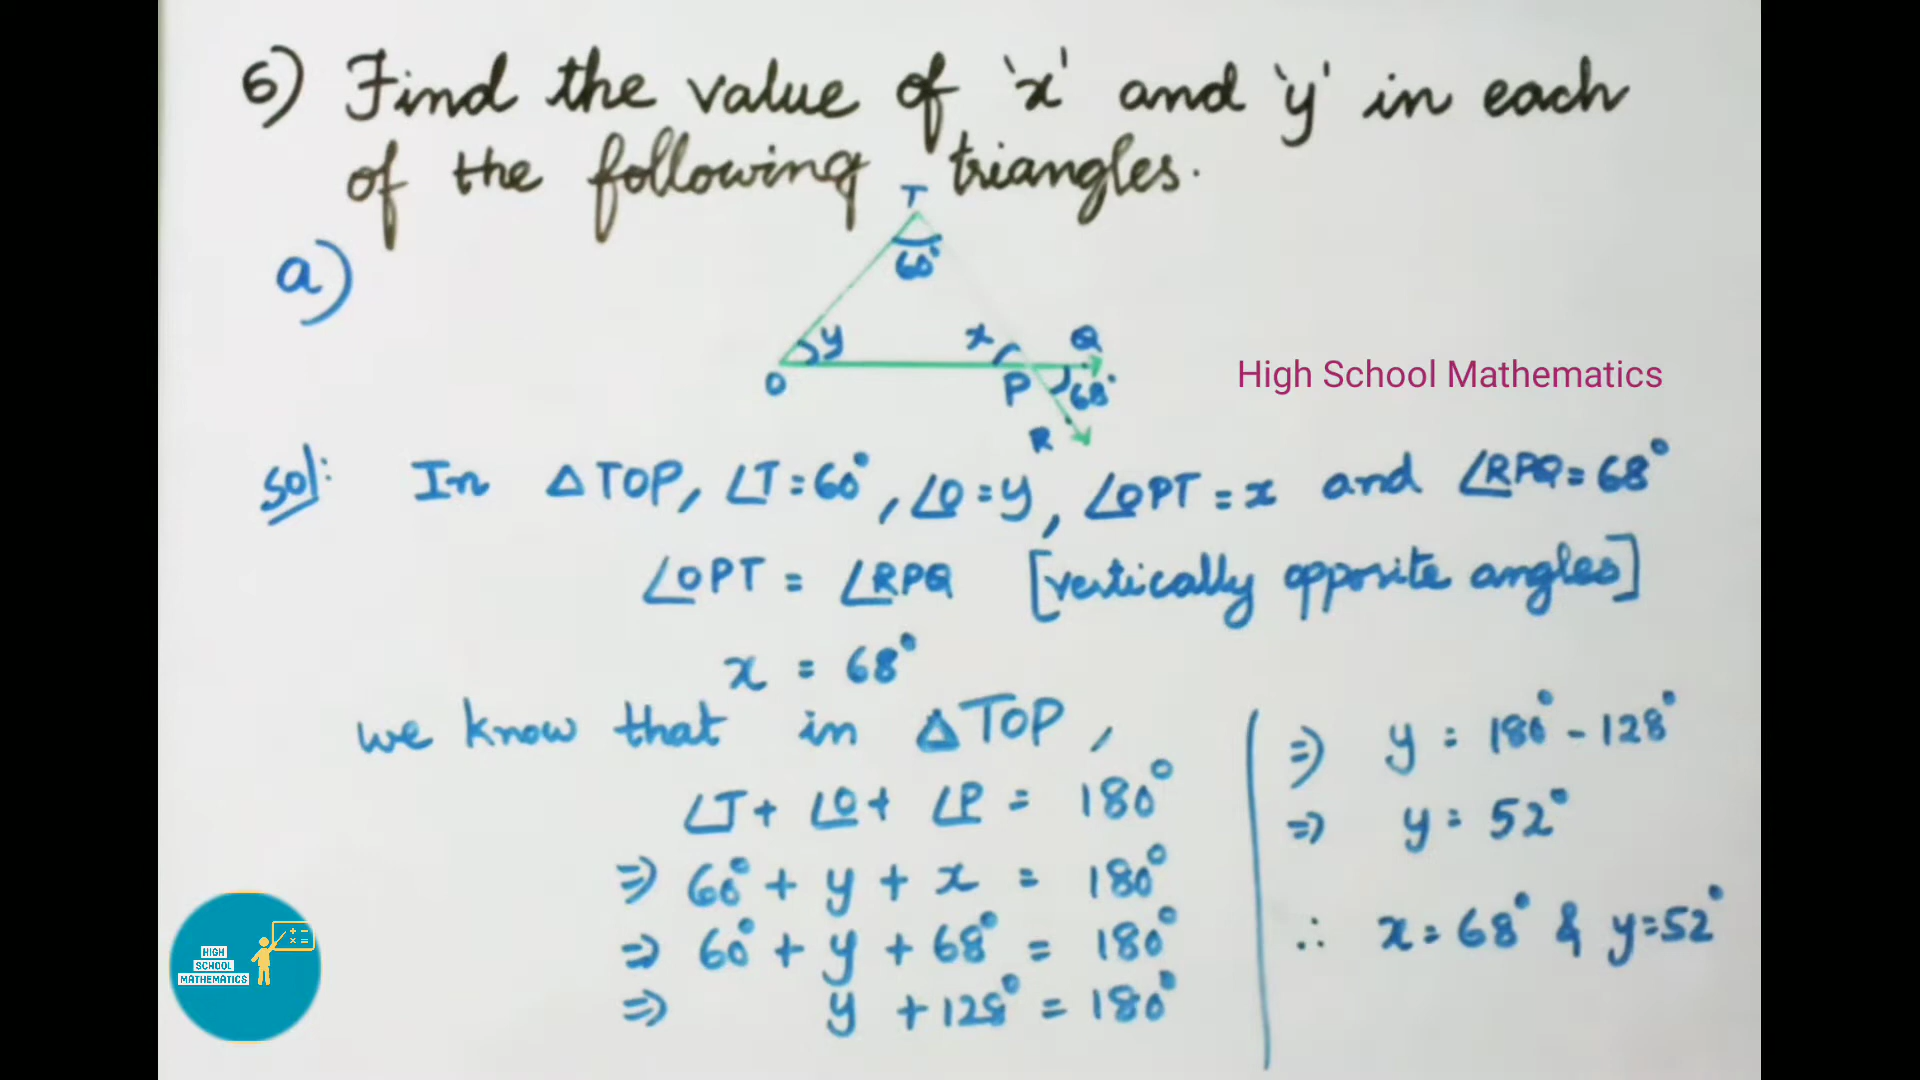 6) Find the value of 'x' and 'y' in each
of the following triangles.
a)
T
60°
y
x
Q
O
P
68°
R
High School Mathematics
Sol: In △TOP, ∠T = 60°, ∠O = y, ∠OPT = x and ∠RPQ = 68°
∠OPT = ∠RPQ [vertically opposite angles]
x = 68°
we know that in △TOP,
∠T + ∠O + ∠P = 180°
⇒ 60° + y + x = 180°
⇒ 60° + y + 68° = 180°
⇒ y + 128° = 180°
⇒ y = 180° - 128°
⇒ y = 52°
∴ x = 68° & y = 52°
HIGH
SCHOOL
MATHEMATICS